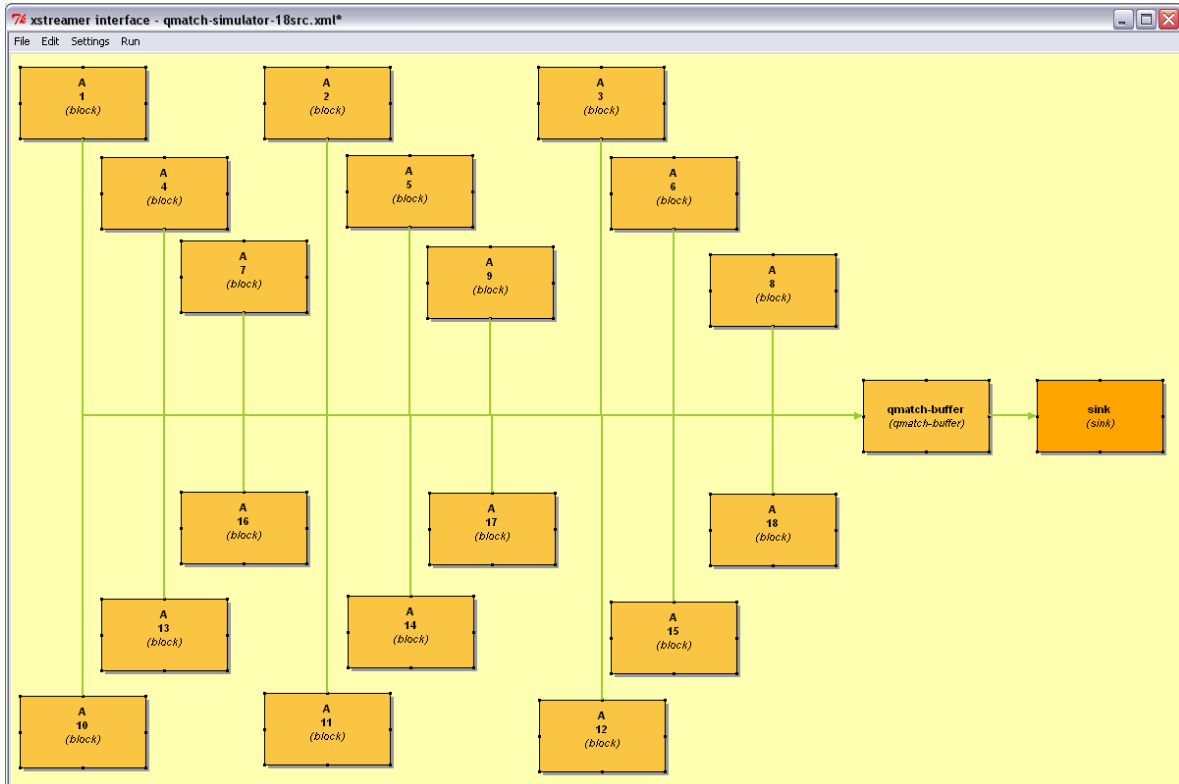 xstreamer interface - qmatch-simulator-18src.xml*
File Edit Settings Run
A
1
(block)
A
2
(block)
A
3
(block)
A
4
(block)
A
5
(block)
A
6
(block)
A
7
(block)
A
9
(block)
A
8
(block)
qmatch-buffer
(qmatch-buffer)
sink
(sink)
A
16
(block)
A
17
(block)
A
18
(block)
A
13
(block)
A
14
(block)
A
15
(block)
A
10
(block)
A
11
(block)
A
12
(block)